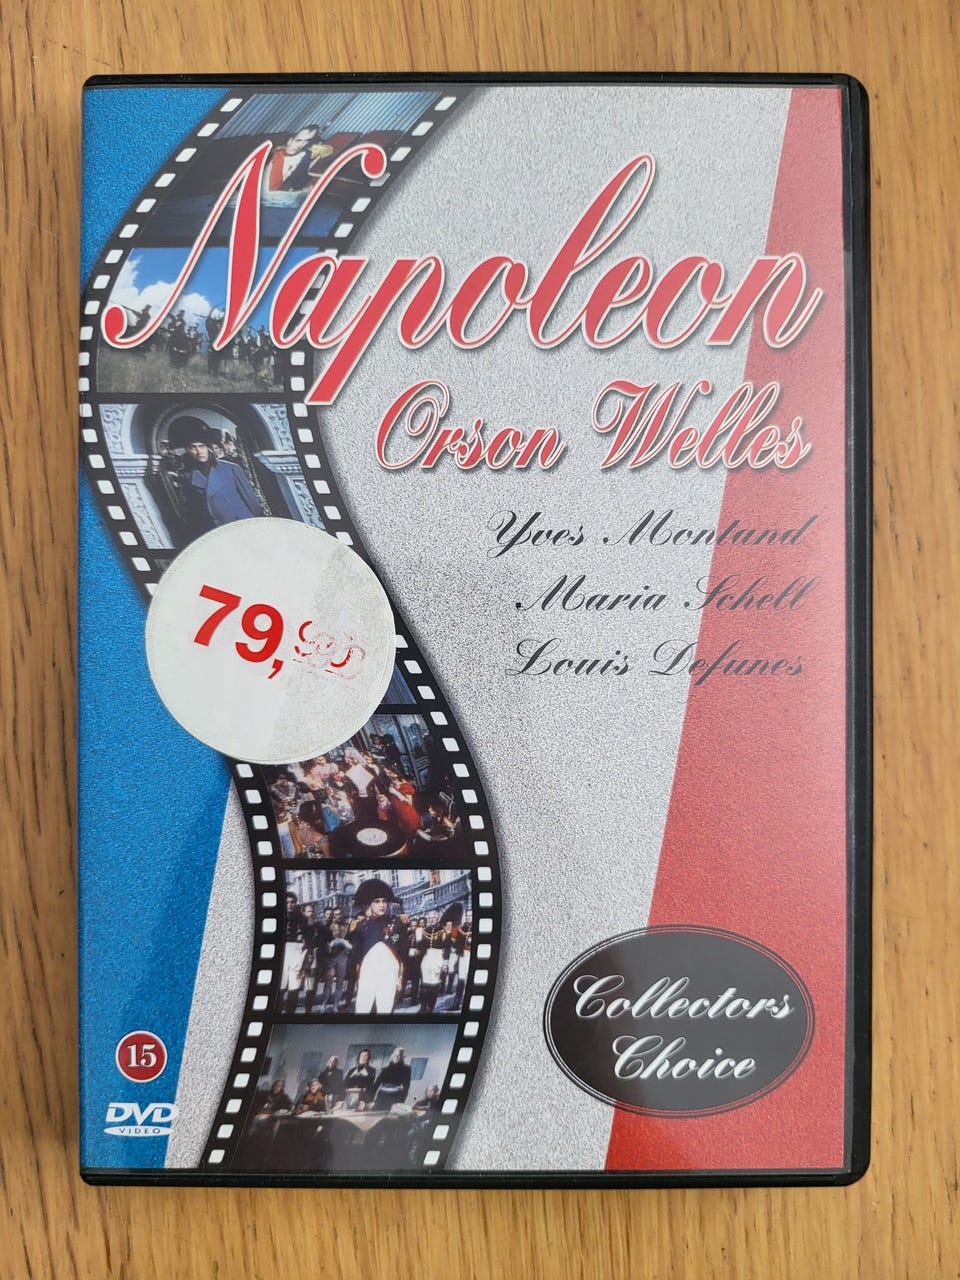 Napoleon
Orson Welles
Yves Montand
Maria Schell
Louis Defunes
79,
Collectors
Choice
15
DVD
VIDEO